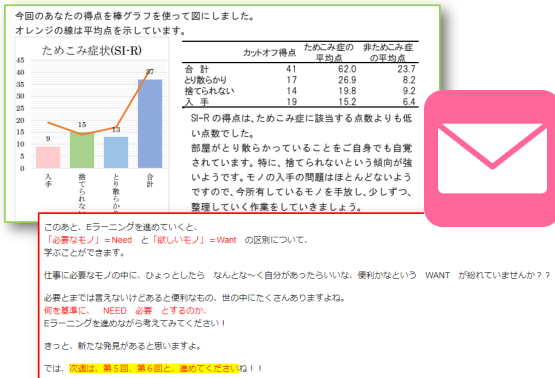 今回のあなたの得点を棒グラフを使って図にしました。
オレンジの線は平均点を示しています。
ためこみ症状(SI-R)
45
40
35
30
25
20
15
10
5
0
9
15
13
37
入手
捨てられない
とり散らかり
合計
カットオフ得点 ためこみ症の平均点 非ためこみ症の平均点
合 計 41 62.0 23.7
とり散らかり 17 26.9 8.2
捨てられない 14 19.8 9.2
入 手 19 15.2 6.4
SI-Rの得点は、ためこみ症に該当する点数よりも低
い点数でした。
部屋がとり散らかっていることをご自身でも自覚
されています。特に、捨てられないという傾向が強
いようです。モノの入手の問題はほとんどないよう
ですので、今所有しているモノを手放し、少しずつ、
整理していく作業をしていきましょう。
このあと、Eラーニングを進めていくと、
「必要なモノ」＝Need と「欲しいモノ」＝Want の区別について、
学ぶことができます。
仕事に必要なモノの中に、ひょっとしたら なんとな～く自分があったらいいな、便利かなという WANT が紛れていませんか？？
必要とまでは言えないけどあると便利なもの、世の中にたくさんありますよね。
何を基準に、 NEED 必要 とするのか、
Eラーニングを進めながら考えてみてください！
きっと、新たな発見があると思いますよ。
では、次週は、第５回、第６回と、進めてくださいね！！